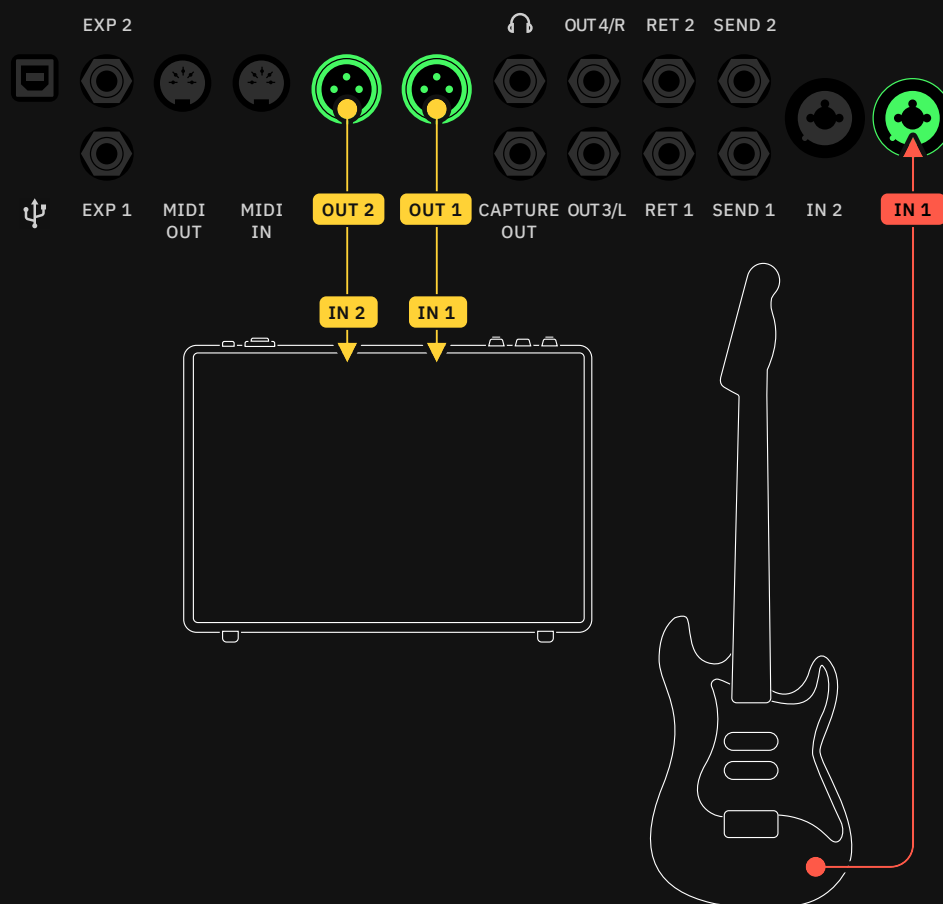 EXP 2
OUT4/R
RET 2
SEND 2
EXP 1
MIDI
OUT
MIDI
IN
OUT 2
OUT 1
CAPTURE
OUT
OUT3/L
RET 1
SEND 1
IN 2
IN 1
IN 2
IN 1